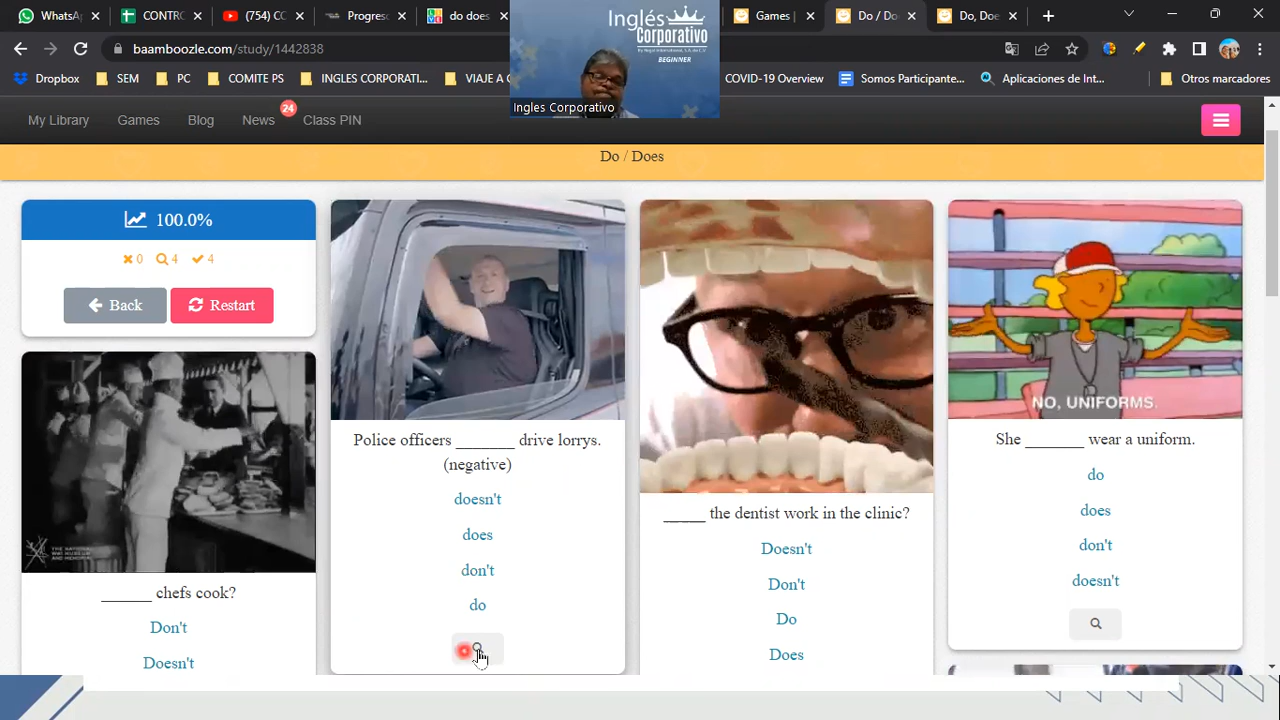 WhatsA
CONTRO
(754) CC
Progres
do does
Games |
Do / Doe
Do, Doe
baamboozle.com/study/1442838
Dropbox
SEM
PC
COMITE PS
INGLES CORPORATI...
VIAJE A
COVID-19 Overview
Somos Participante...
Aplicaciones de Int...
Otros marcadores
Inglés
Corporativo
BEGINNER
Ingles Corporativo
My Library
Games
Blog
News
24
Class PIN
Do / Does
100.0%
0
4
4
Back
Restart
______ chefs cook?
Don't
Doesn't
Police officers _______ drive lorrys.
(negative)
doesn't
does
don't
do
_____ the dentist work in the clinic?
Doesn't
Don't
Do
Does
NO, UNIFORMS.
She _______ wear a uniform.
do
does
don't
doesn't